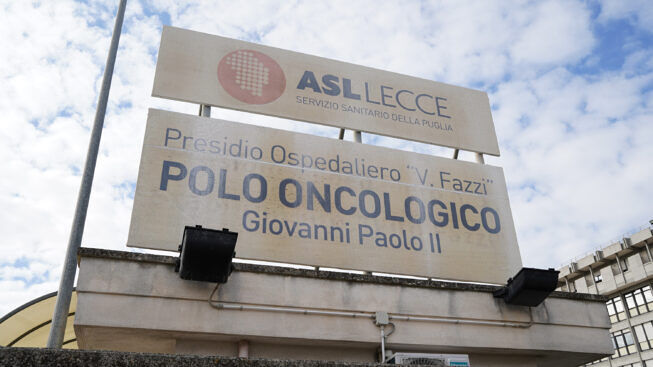 ASL LECCE
SERVIZIO SANITARIO DELLA PUGLIA
Presidio Ospedaliero "V. Fazzi"
POLO ONCOLOGICO
Giovanni Paolo II